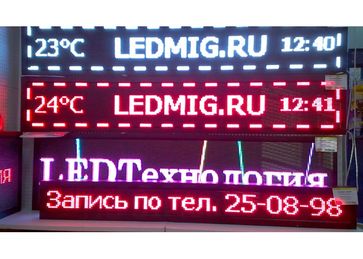 23°C LEDMIG.RU 12:40
24°C LEDMIG.RU 12:41
LEDТехнология
Запись по тел. 25-08-98